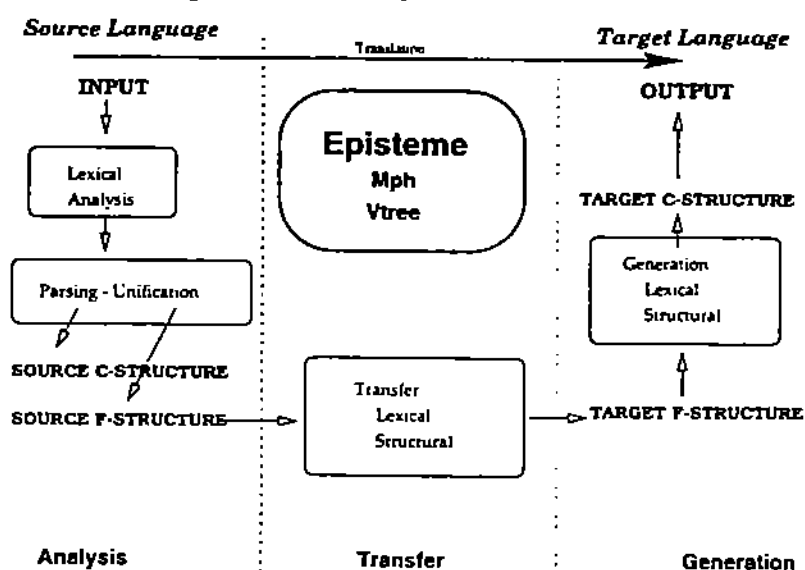 Source Language
Target Language
INPUT
OUTPUT
Episteme
Mph
Vtree
Lexical
Analysis
TARGET C-STRUCTURE
Parsing - Unification
Generation
Lexical
Structural
SOURCE C-STRUCTURE
SOURCE F-STRUCTURE
Transfer
Lexical
Structural
TARGET F-STRUCTURE
Analysis
Transfer
Generation